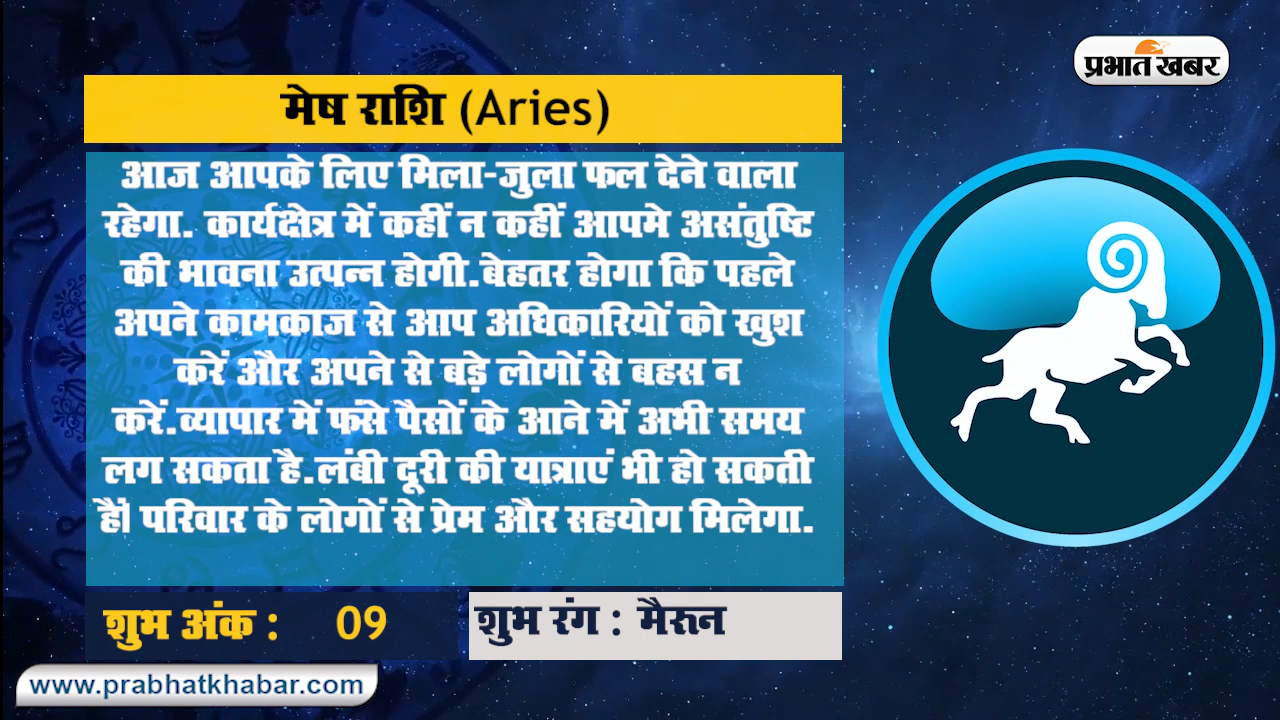 प्रभात खबर
मेष राशि (Aries)
आज आपके लिए मिला-जुला फल देने वाला
रहेगा. कार्यक्षेत्र में कहीं न कहीं आपमे असंतुष्टि
की भावना उत्पन्न होगी.बेहतर होगा कि पहले
अपने कामकाज से आप अधिकारियों को खुश
करें और अपने से बड़े लोगों से बहस न
करें.व्यापार में फंसे पैसों के आने में अभी समय
लग सकता है.लंबी दूरी की यात्राएं भी हो सकती
हैं। परिवार के लोगों से प्रेम और सहयोग मिलेगा.
शुभ अंक : 09
शुभ रंग : मैरून
www.prabhatkhabar.com